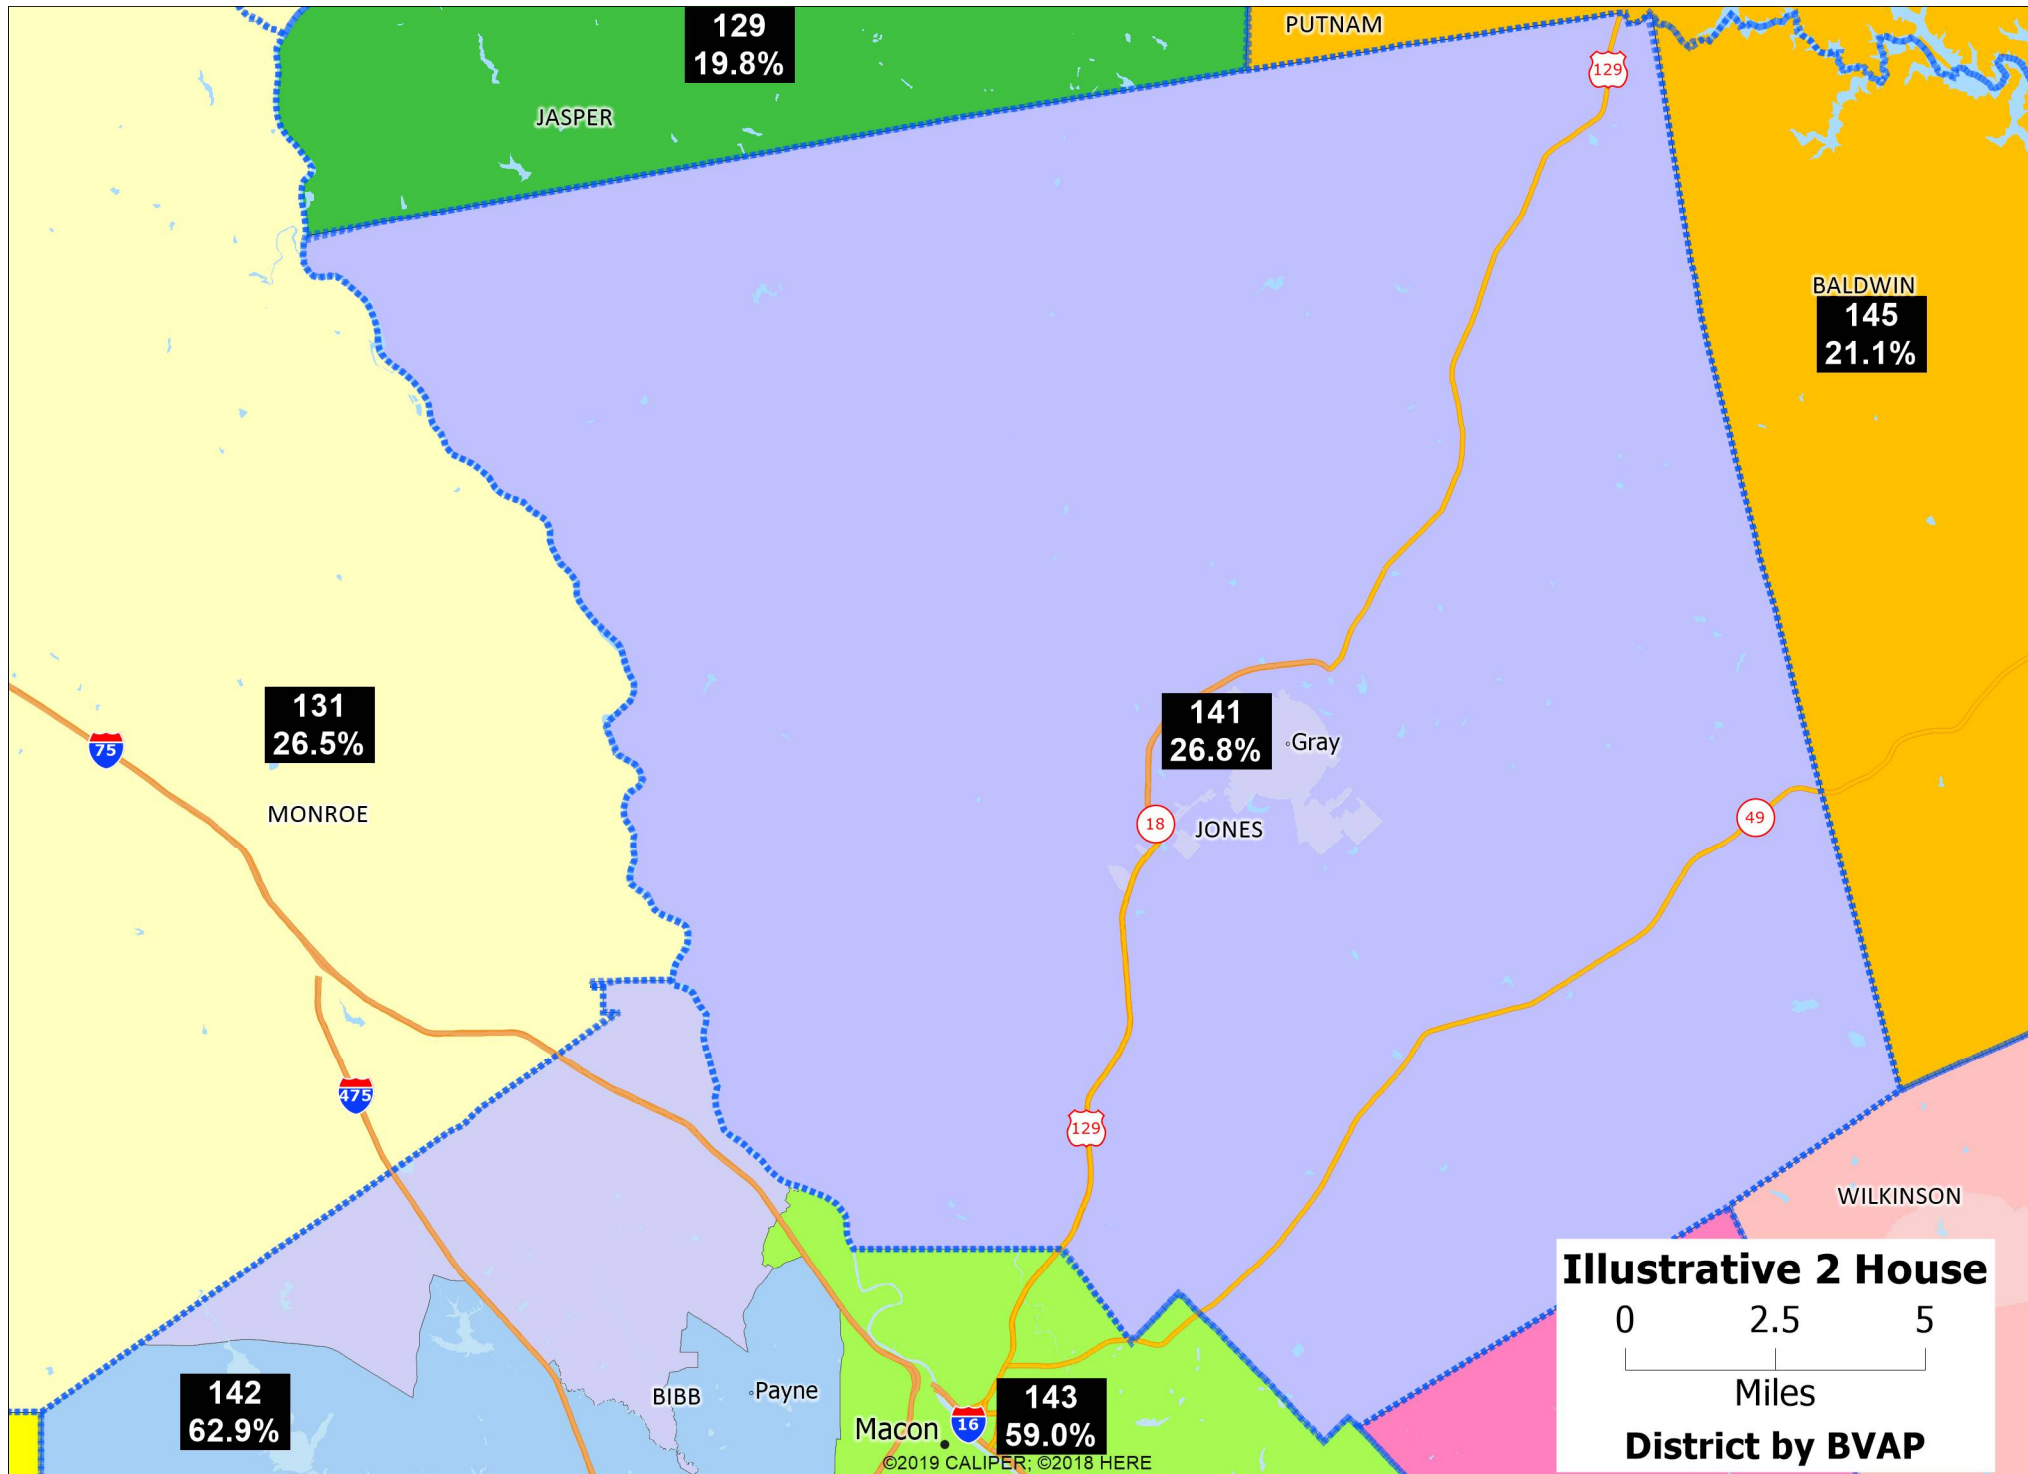 129
19.8%
PUTNAM
129
JASPER
BALDWIN
145
21.1%
131
26.5%
75
MONROE
141
26.8%
Gray
18
JONES
49
475
129
WILKINSON
142
62.9%
BIBB
Payne
Macon
16
143
59.0%
©2019 CALIPER; ©2018 HERE
Illustrative 2 House
0 2.5 5
Miles
District by BVAP